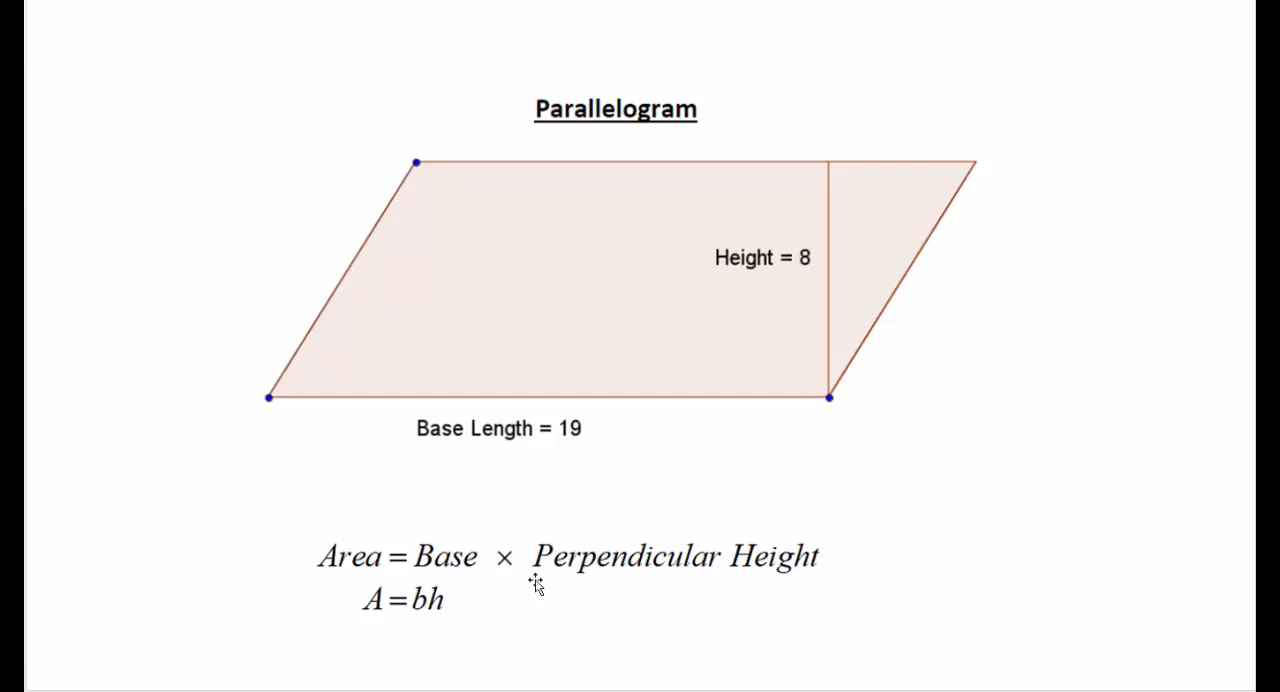 Parallelogram
Height = 8
Base Length = 19
Area = Base × Perpendicular Height
A = bh